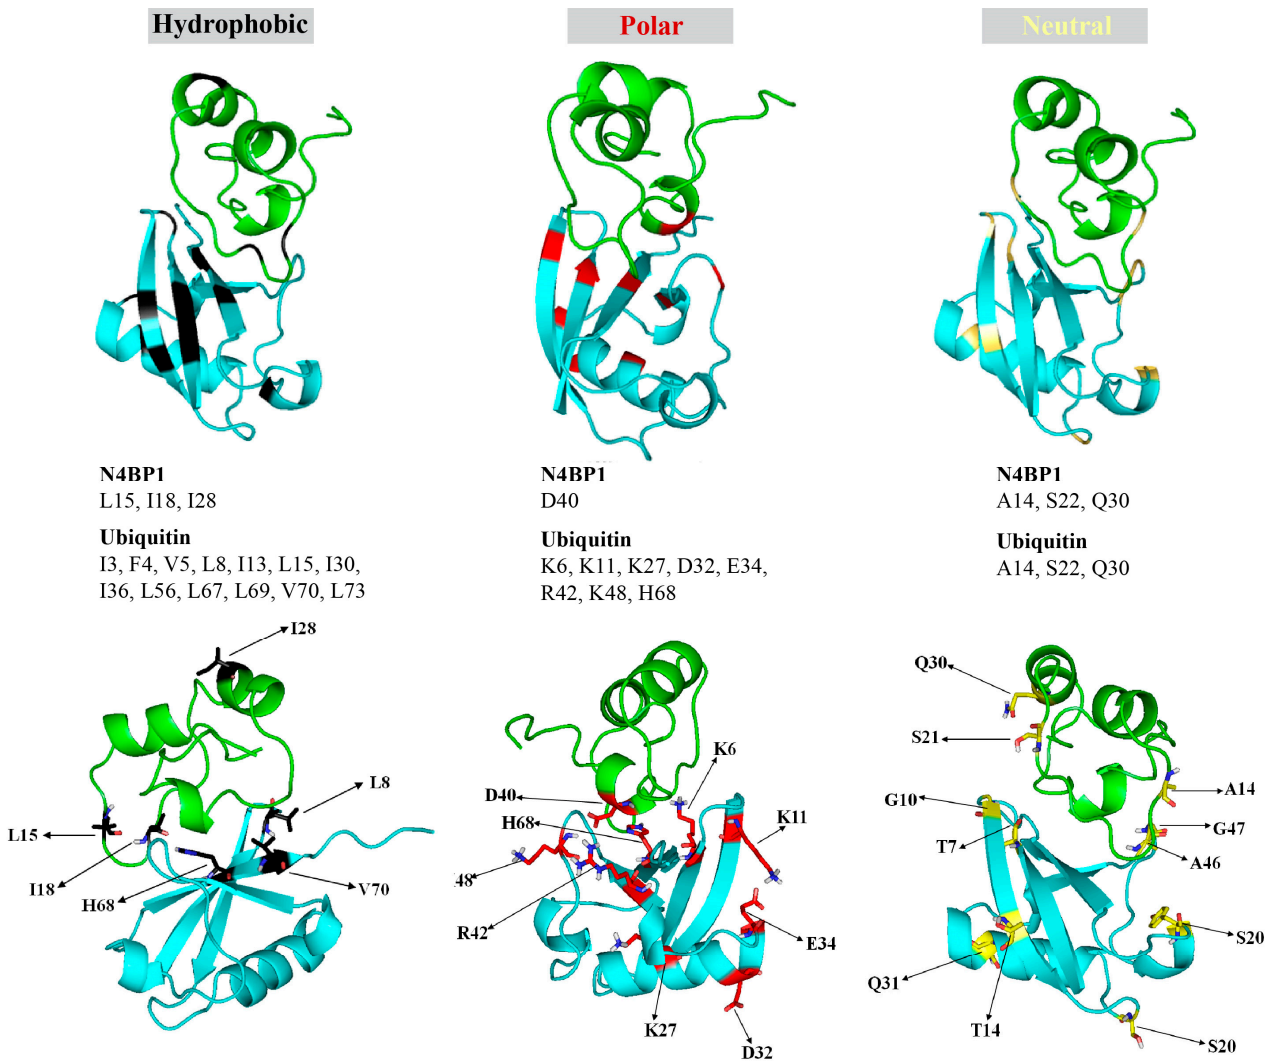 Hydrophobic
Polar
Neutral
N4BP1
L15, I18, I28
Ubiquitin
I3, F4, V5, L8, I13, L15, I30,
I36, L56, L67, L69, V70, L73
N4BP1
D40
Ubiquitin
K6, K11, K27, D32, E34,
R42, K48, H68
N4BP1
A14, S22, Q30
Ubiquitin
A14, S22, Q30
I28
L8
L15
I18
H68
V70
K6
D40
H68
K11
48
R42
E34
K27
D32
Q30
S21
G10
A14
T7
G47
A46
S20
Q31
T14
S20